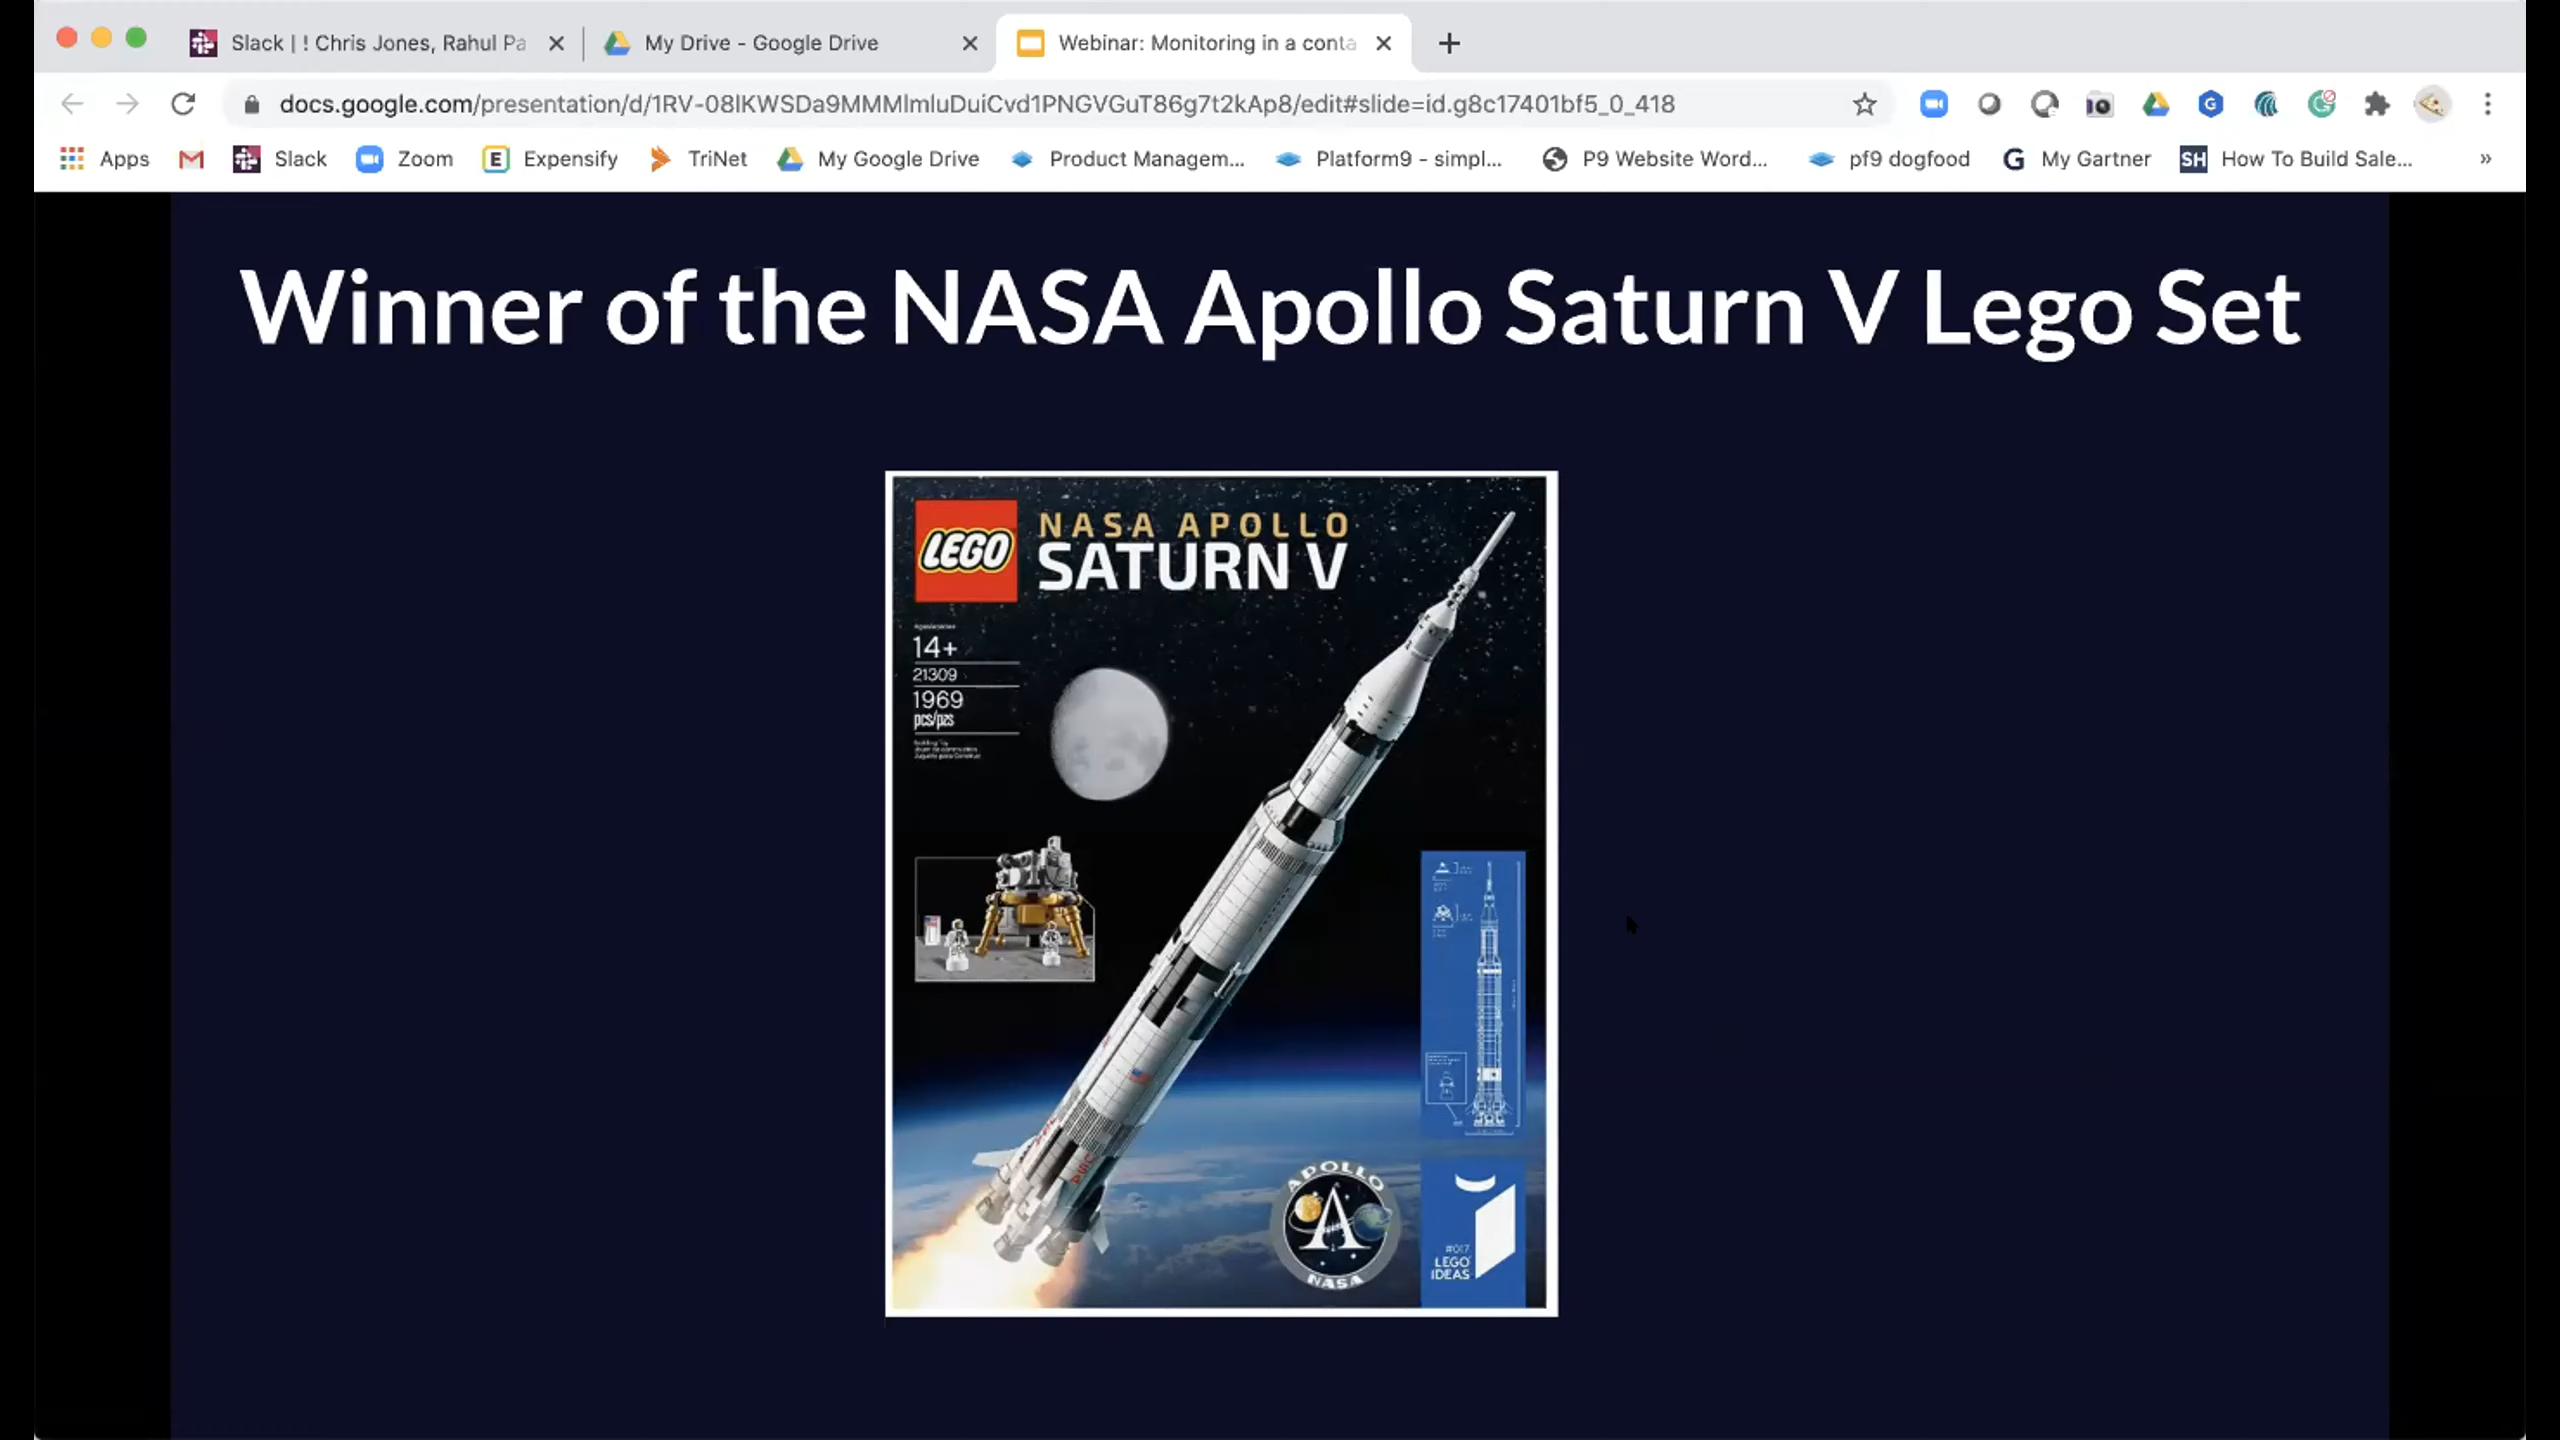 Slack | ! Chris Jones, Rahul Pa
My Drive - Google Drive
Webinar: Monitoring in a conta
docs.google.com/presentation/d/1RV-08lKWSDa9MMMlmluDuiCvd1PNGVGuT86g7t2kAp8/edit#slide=id.g8c17401bf5_0_418
Apps
Slack
Zoom
Expensify
TriNet
My Google Drive
Product Managem...
Platform9 - simpl...
P9 Website Word...
pf9 dogfood
My Gartner
SH
How To Build Sale...
»
Winner of the NASA Apollo Saturn V Lego Set
LEGO
NASA APOLLO
SATURN V
14+
21309
1969
pcs/pzs
USA
APOLLO
A
NASA
#017
LEGO
IDEAS